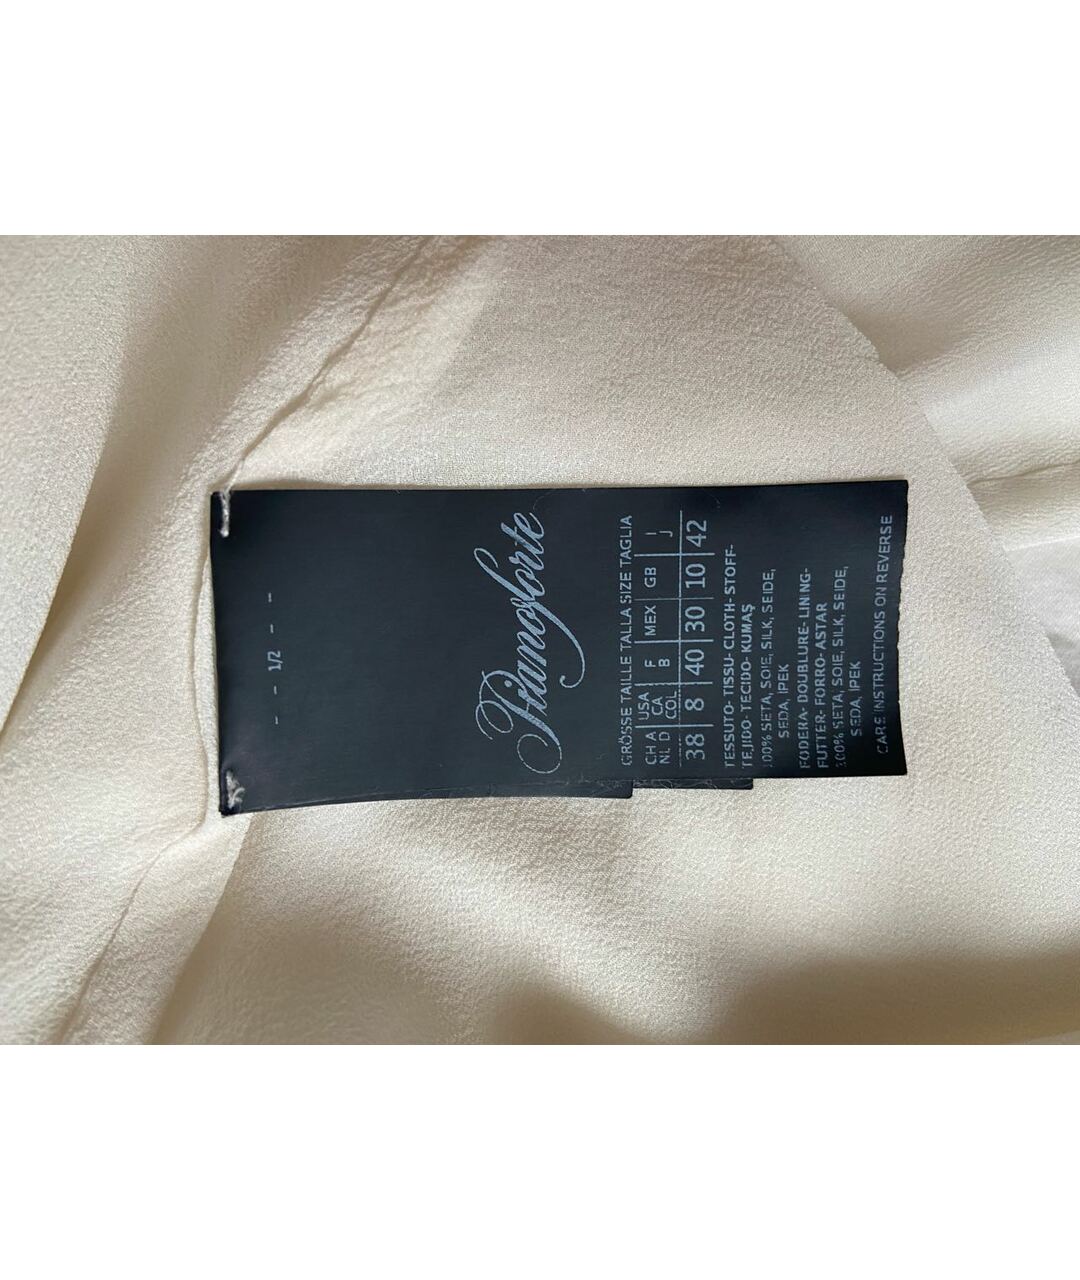 - - 1/2 - -
Pianoforte
GRÖSSE TAILLE TALLA SIZE TAGLIA
CH A USA F MEX GB I
NL D CA B J
COL
38 8 40 30 10 42
TESSUTO- TISSU- CLOTH- STOFF-
TEJIDO- TECIDO- KUMAŞ
100% SETA, SOIE, SILK, SEIDE,
SEDA, İPEK
FODERA- DOUBLURE- LINING-
FUTTER- FORRO- ASTAR
100% SETA, SOIE, SILK, SEIDE,
SEDA, İPEK
CARE INSTRUCTIONS ON REVERSE